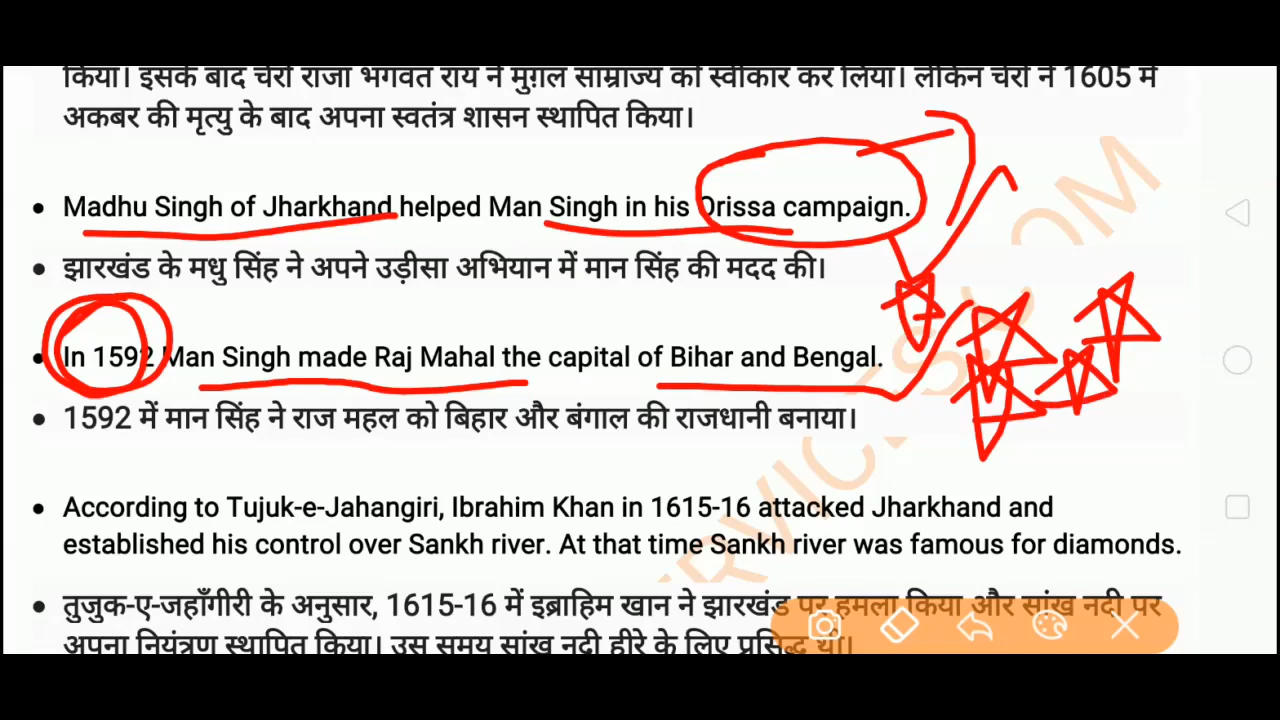 किया। इसके बाद चेरो राजा भगवत राय ने मुग़ल साम्राज्य को स्वीकार कर लिया। लेकिन चेरों ने 1605 में
अकबर की मृत्यु के बाद अपना स्वतंत्र शासन स्थापित किया।
• Madhu Singh of Jharkhand helped Man Singh in his Orissa campaign.
• झारखंड के मधु सिंह ने अपने उड़ीसा अभियान में मान सिंह की मदद की।
• In 1592 Man Singh made Raj Mahal the capital of Bihar and Bengal.
• 1592 में मान सिंह ने राज महल को बिहार और बंगाल की राजधानी बनाया।
• According to Tujuk-e-Jahangiri, Ibrahim Khan in 1615-16 attacked Jharkhand and
established his control over Sankh river. At that time Sankh river was famous for diamonds.
• तुजुक-ए-जहाँगीरी के अनुसार, 1615-16 में इब्राहिम खान ने झारखंड पर हमला किया और सांख नदी पर
अपना नियंत्रण स्थापित किया। उस समय सांख नदी हीरे के लिए प्रसिद्ध थी।